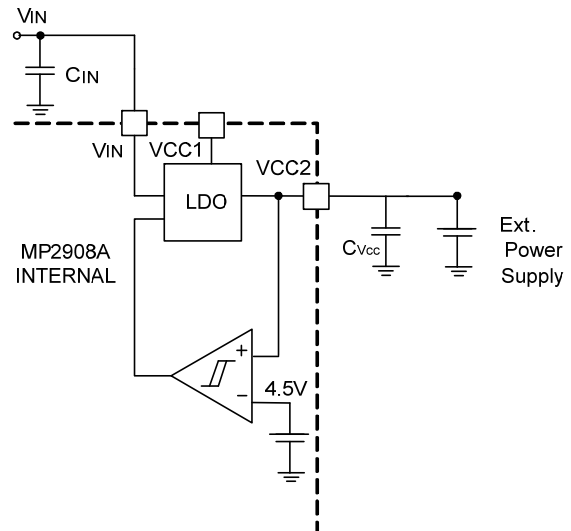 VIN
CIN
VIN
VCC1
VCC2
LDO
CVcc
Ext.
Power
Supply
MP2908A
INTERNAL
+
4.5V
−